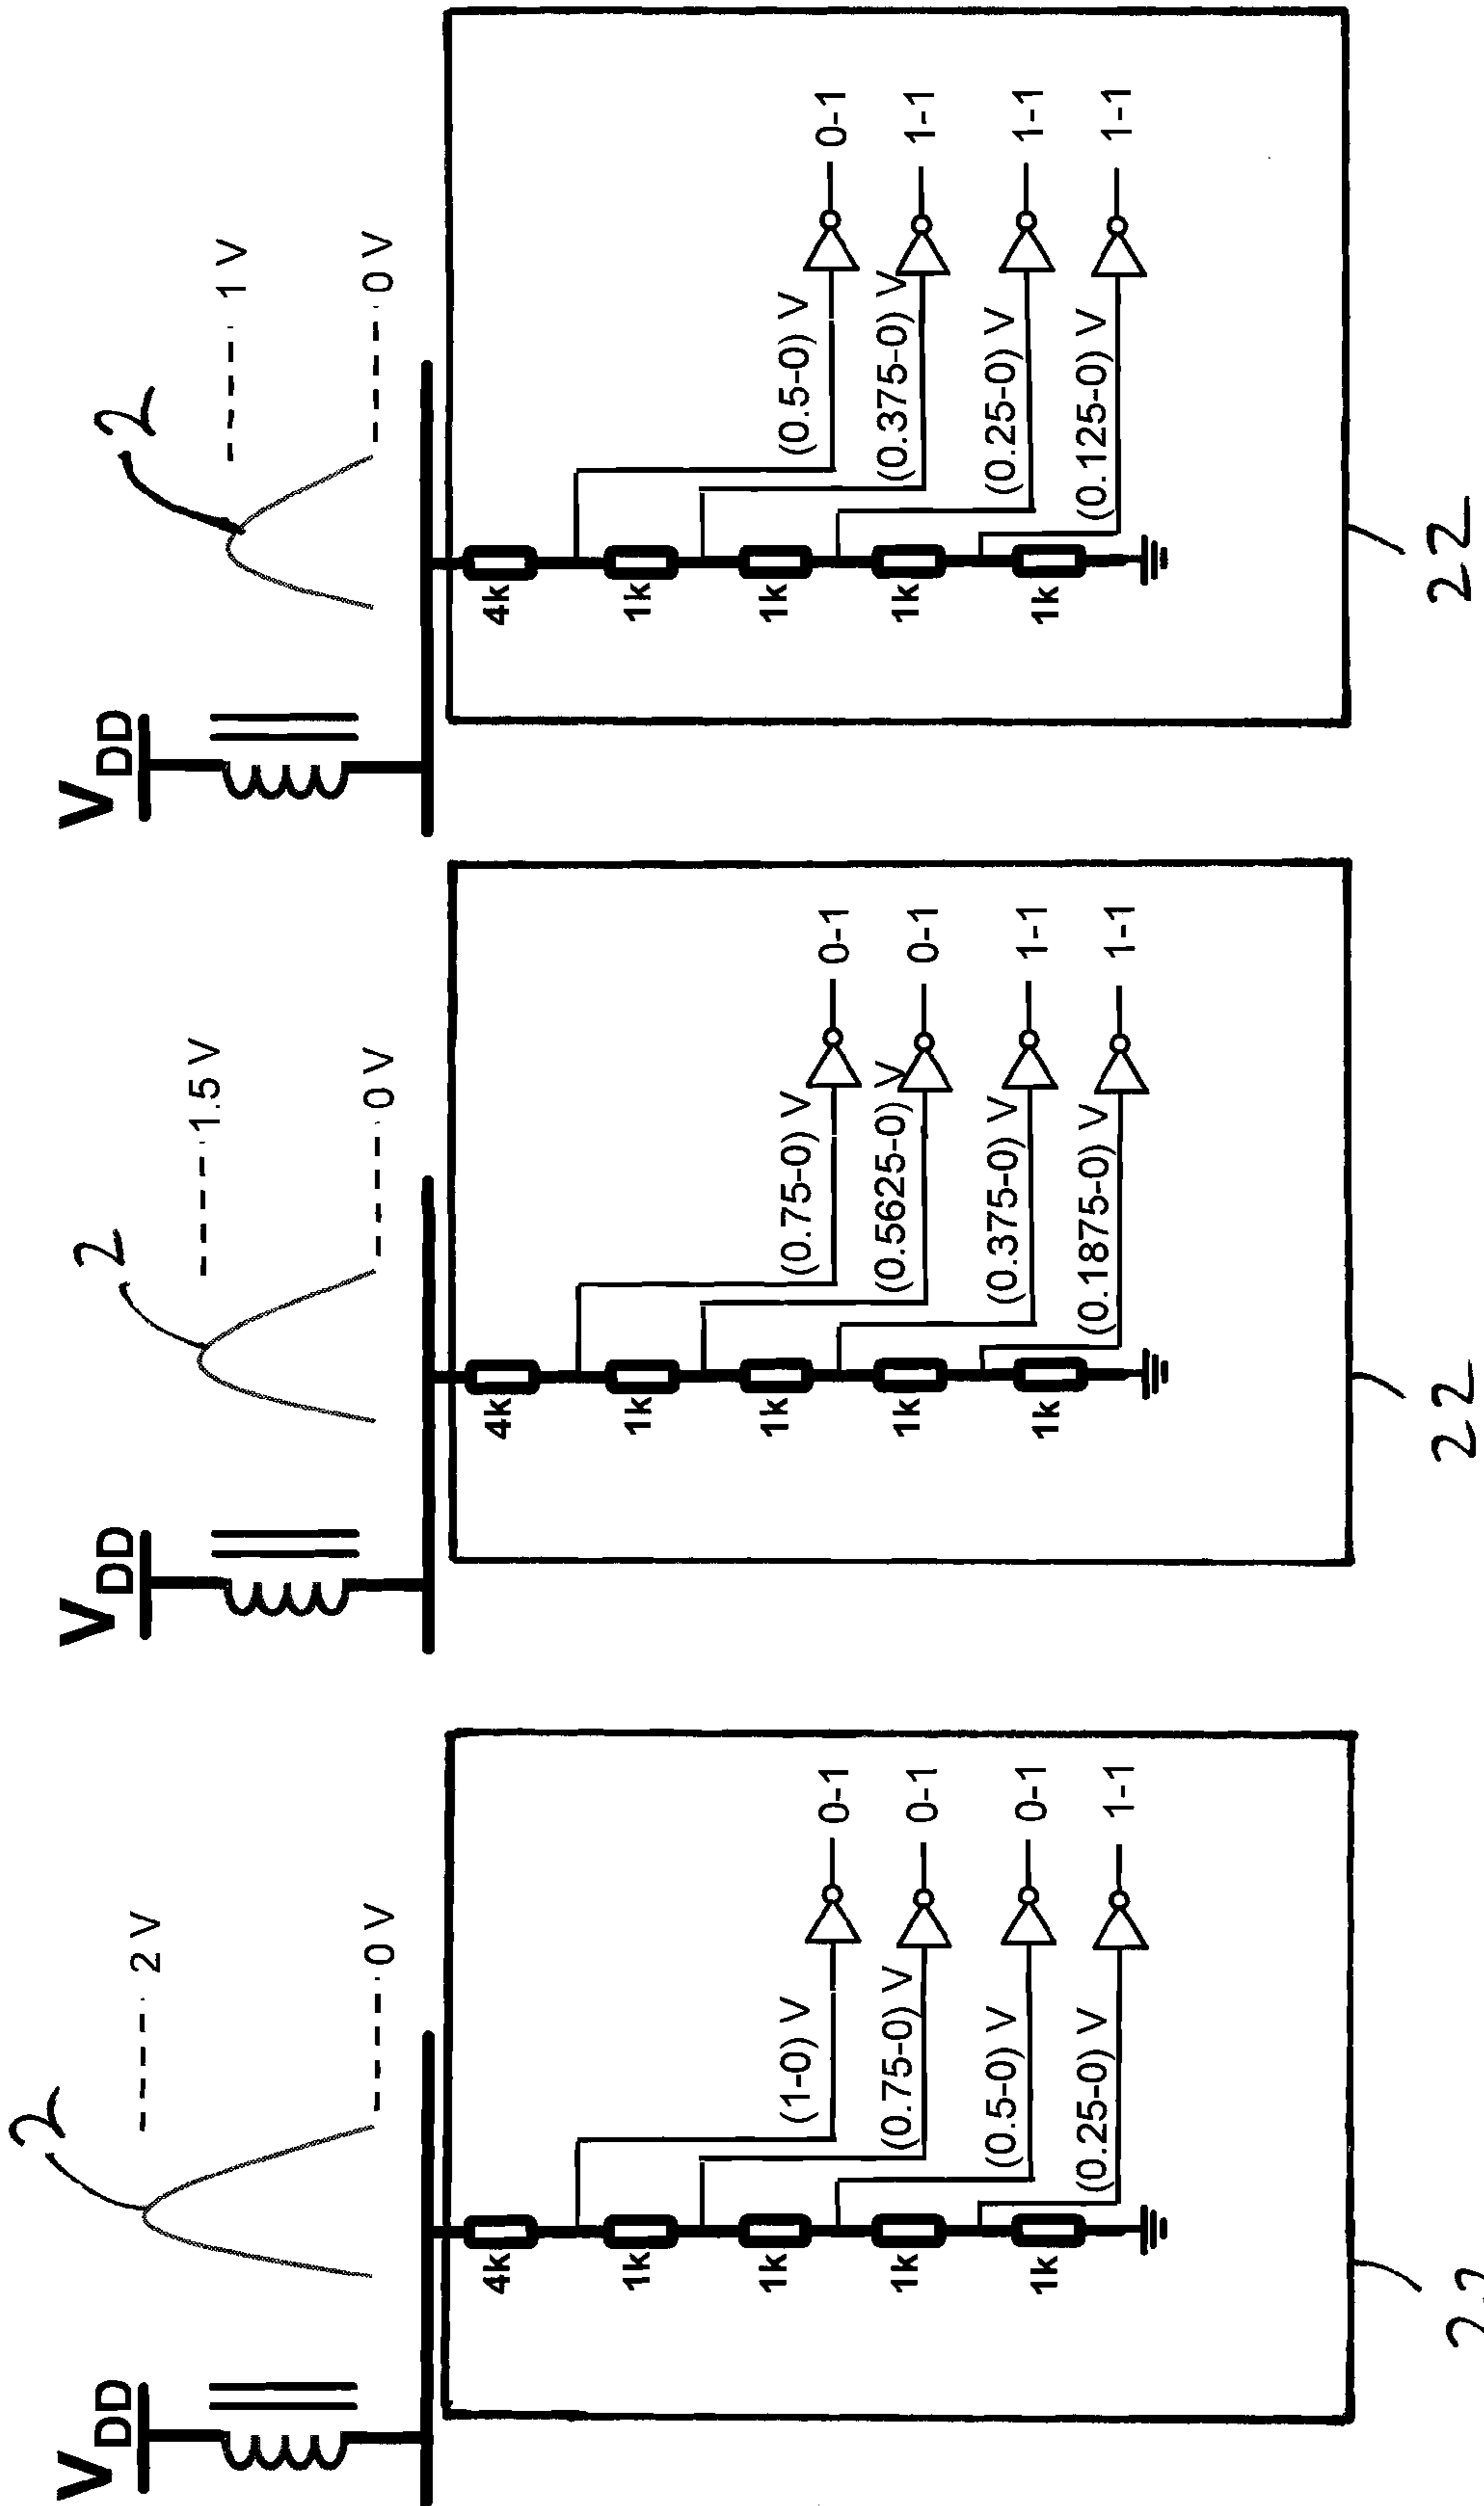 V DD
2
2 V
0 V
4k
1k
1k
1k
1k
(1-0) V
(0.75-0) V
(0.5-0) V
(0.25-0) V
0-1
0-1
0-1
1-1
22
V DD
2
1.5 V
0 V
4k
1k
1k
1k
1k
(0.75-0) V
(0.5625-0) V
(0.375-0) V
(0.1875-0) V
0-1
0-1
1-1
1-1
22
V DD
2
1 V
0 V
4k
1k
1k
1k
1k
(0.5-0) V
(0.375-0) V
(0.25-0) V
(0.125-0) V
0-1
1-1
1-1
1-1
22